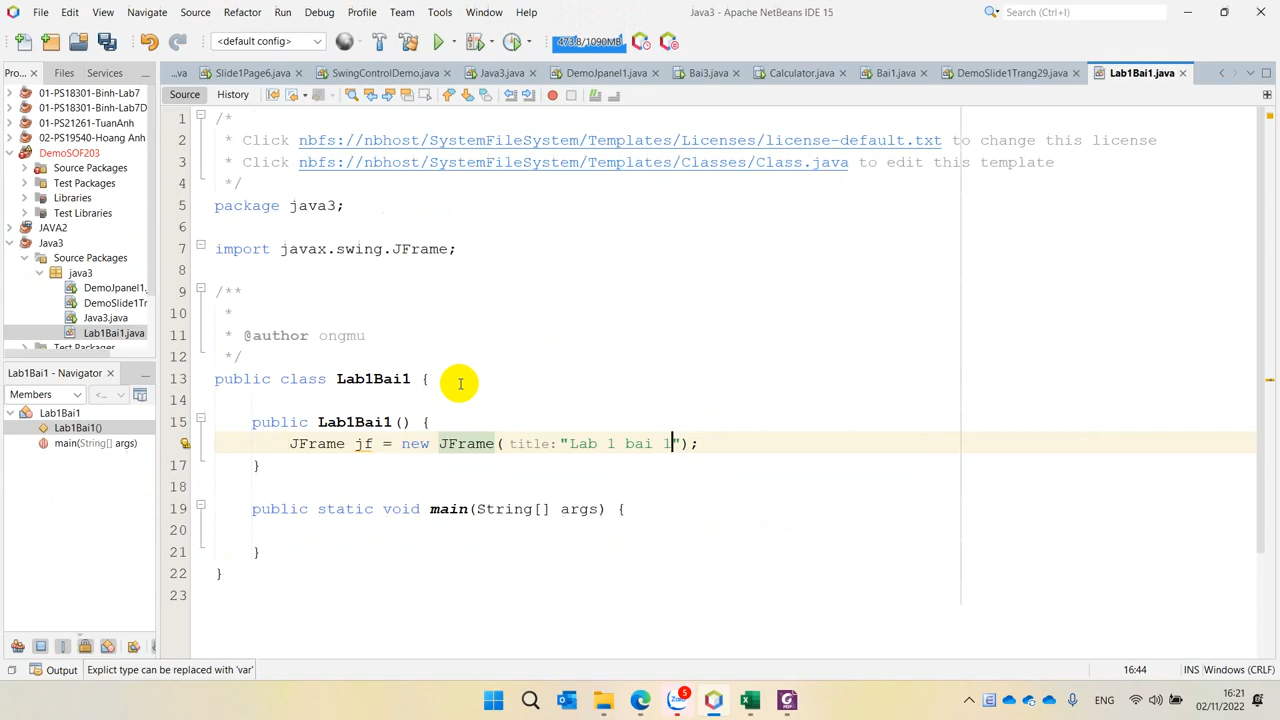 File Edit View Navigate Source Refactor Run Debug Profile Team Tools Window Help Java3 - Apache NetBeans IDE 15 Search (Ctrl+I)
<default config> 473.8/1090MB
Pro... Files Services ...va Slide1Page6.java SwingControlDemo.java Java3.java DemoJpanel1.java Bai3.java Calculator.java Bai1.java DemoSlide1Trang29.java Lab1Bai1.java
Source History
01-PS18301-Binh-Lab7
01-PS18301-Binh-Lab7D
01-PS21261-TuanAnh
02-PS19540-Hoang Anh
DemoSOF203
Source Packages
Test Packages
Libraries
Test Libraries
JAVA2
Java3
Source Packages
java3
DemoJpanel1.
DemoSlide1Tr
Java3.java
Lab1Bai1.java
Test Packages
Lab1Bai1 - Navigator
Members <...
Lab1Bai1
Lab1Bai1()
main(String[] args)
1 /*
2 * Click nbfs://nbhost/SystemFileSystem/Templates/Licenses/license-default.txt to change this license
3 * Click nbfs://nbhost/SystemFileSystem/Templates/Classes/Class.java to edit this template
4 */
5 package java3;
6
7 import javax.swing.JFrame;
8
9 /**
10 *
11 * @author ongmu
12 */
13 public class Lab1Bai1 {
14
15 public Lab1Bai1() {
JFrame jf = new JFrame( title: "Lab 1 bai 1");
17 }
18
19 public static void main(String[] args) {
20
21 }
22 }
23
Output Explict type can be replaced with 'var' 16:44 INS Windows (CRLF)
5 ENG 16:21
02/11/2022